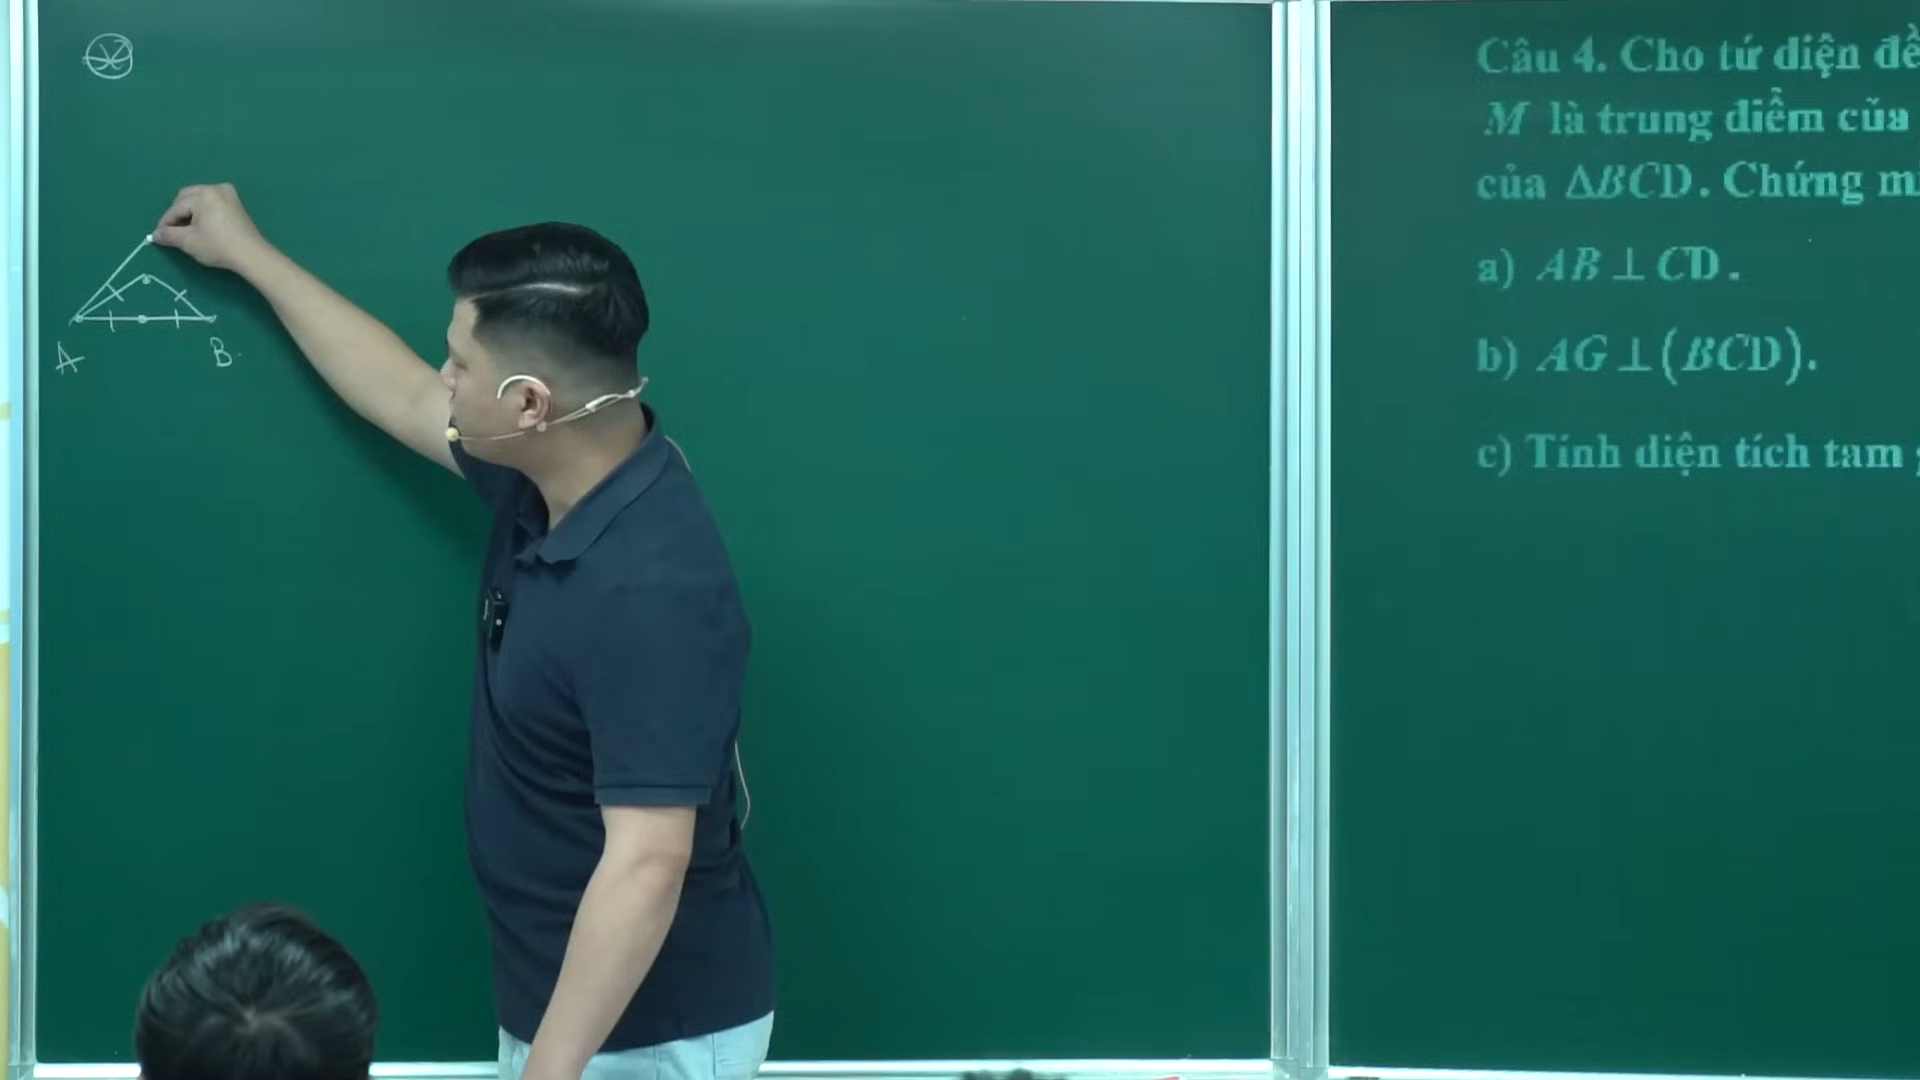 A
B
Câu 4. Cho tứ diện
M là trung điểm của
của ΔBCD. Chứng
a) AB ⊥ CD.
b) AG ⊥ (BCD).
c) Tính diện tích tam